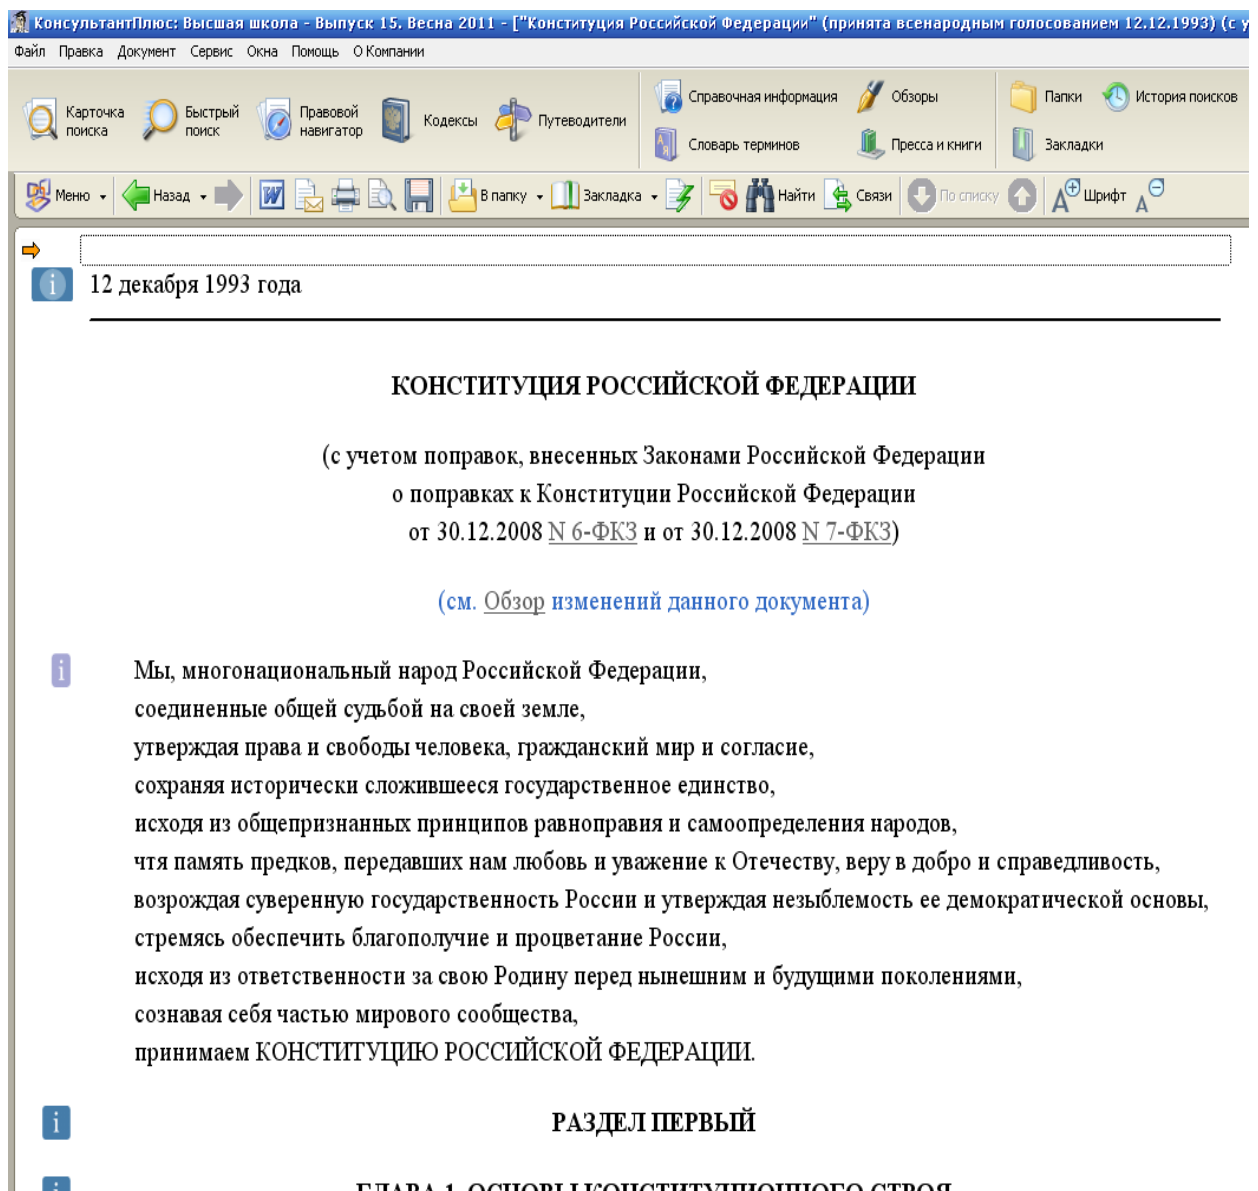 КонсультантПлюс: Высшая школа - Выпуск 15. Весна 2011 - ["Конституция Российской Федерации" (принята всенародным голосованием 12.12.1993) (с у
Файл Правка Документ Сервис Окна Помощь О Компании
Карточка поиска Быстрый поиск Правовой навигатор Кодексы Путеводители Справочная информация Обзоры Папки История поисков
Словарь терминов Пресса и книги Закладки
Меню Назад В папку Закладка Найти Связи По списку Шрифт
12 декабря 1993 года
КОНСТИТУЦИЯ РОССИЙСКОЙ ФЕДЕРАЦИИ
(с учетом поправок, внесенных Законами Российской Федерации
о поправках к Конституции Российской Федерации
от 30.12.2008 N 6-ФКЗ и от 30.12.2008 N 7-ФКЗ)
(см. Обзор изменений данного документа)
Мы, многонациональный народ Российской Федерации,
соединенные общей судьбой на своей земле,
утверждая права и свободы человека, гражданский мир и согласие,
сохраняя исторически сложившееся государственное единство,
исходя из общепризнанных принципов равноправия и самоопределения народов,
чтя память предков, передавших нам любовь и уважение к Отечеству, веру в добро и справедливость,
возрождая суверенную государственность России и утверждая незыблемость ее демократической основы,
стремясь обеспечить благополучие и процветание России,
исходя из ответственности за свою Родину перед нынешним и будущими поколениями,
сознавая себя частью мирового сообщества,
принимаем КОНСТИТУЦИЮ РОССИЙСКОЙ ФЕДЕРАЦИИ.
РАЗДЕЛ ПЕРВЫЙ
ГЛАВА 1. ОСНОВЫ КОНСТИТУЦИОННОГО СТРОЯ